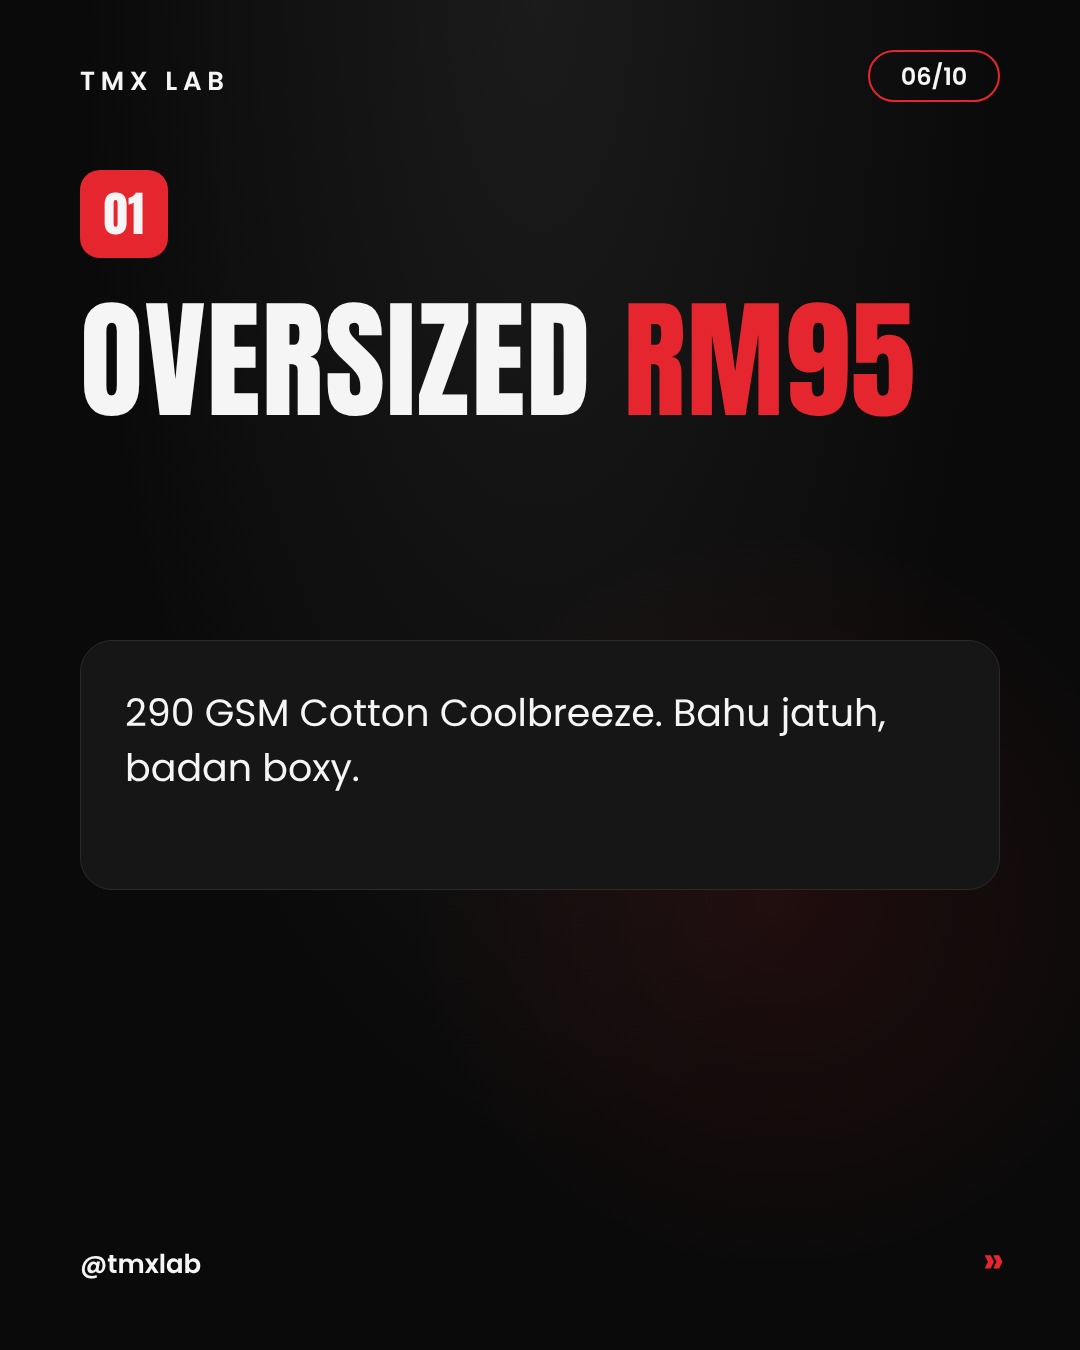 TMX LAB
06/10
01
OVERSIZED RM95
290 GSM Cotton Coolbreeze. Bahu jatuh,
badan boxy.
@tmxlab
»